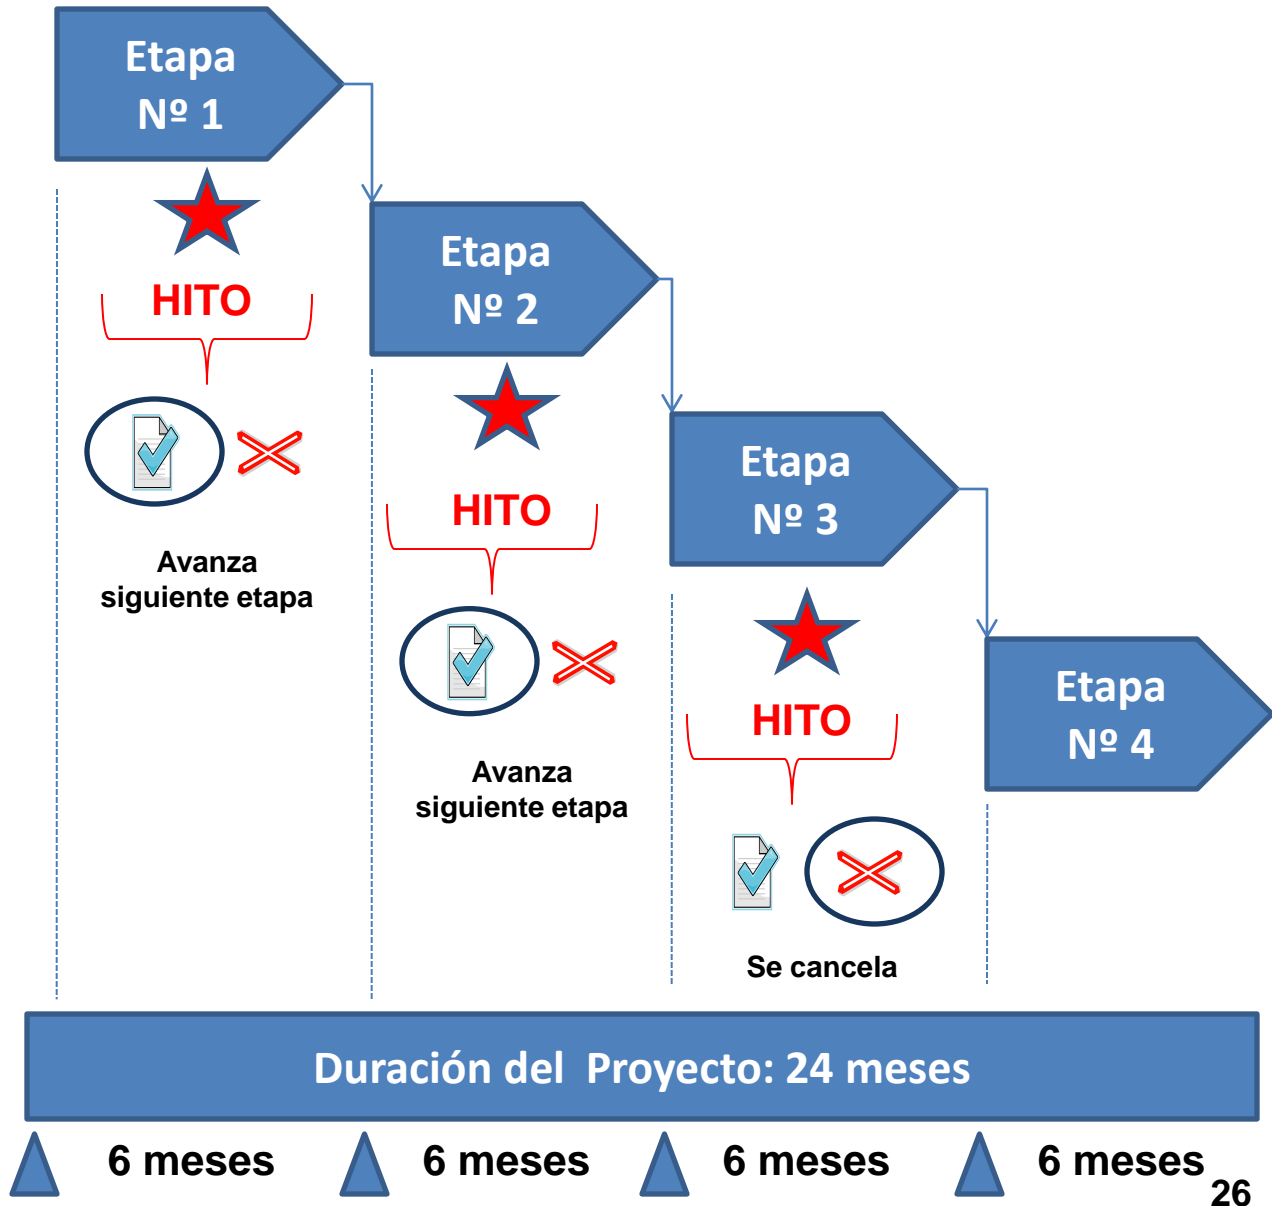 Etapa
Nº 1
HITO
Avanza
siguiente etapa
Etapa
Nº 2
HITO
Avanza
siguiente etapa
Etapa
Nº 3
HITO
Se cancela
Etapa
Nº 4
Duración del Proyecto: 24 meses
6 meses
6 meses
6 meses
6 meses
26